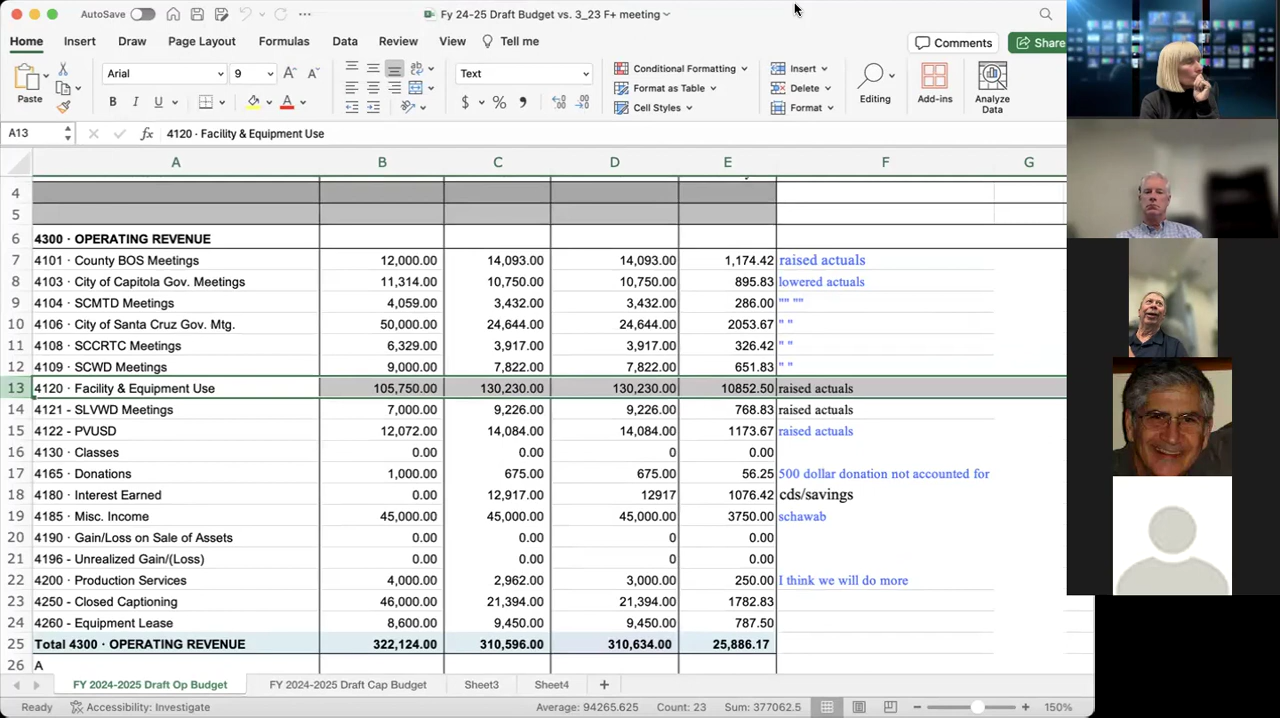 AutoSave
Fy 24-25 Draft Budget vs. 3_23 F+ meeting
Home Insert Draw Page Layout Formulas Data Review View Tell me
Comments Share
Paste
Arial 9
B I U
Text
$ % ,
Conditional Formatting
Format as Table
Cell Styles
Insert
Delete
Format
Editing
Add-ins
Analyze Data
A13 fx 4120 · Facility & Equipment Use
A B C D E F G
4
5
6 4300 · OPERATING REVENUE
7 4101 · County BOS Meetings 12,000.00 14,093.00 14,093.00 1,174.42 raised actuals
8 4103 · City of Capitola Gov. Meetings 11,314.00 10,750.00 10,750.00 895.83 lowered actuals
9 4104 · SCMTD Meetings 4,059.00 3,432.00 3,432.00 286.00 "" ""
10 4106 · City of Santa Cruz Gov. Mtg. 50,000.00 24,644.00 24,644.00 2053.67 " "
11 4108 · SCCRTC Meetings 6,329.00 3,917.00 3,917.00 326.42 " "
12 4109 · SCWD Meetings 9,000.00 7,822.00 7,822.00 651.83 " "
13 4120 · Facility & Equipment Use 105,750.00 130,230.00 130,230.00 10852.50 raised actuals
14 4121 - SLVWD Meetings 7,000.00 9,226.00 9,226.00 768.83 raised actuals
15 4122 - PVUSD 12,072.00 14,084.00 14,084.00 1173.67 raised actuals
16 4130 · Classes 0.00 0.00 0.00 0.00
17 4165 · Donations 1,000.00 675.00 675.00 56.25 500 dollar donation not accounted for
18 4180 · Interest Earned 0.00 12,917.00 12917 1076.42 cds/savings
19 4185 · Misc. Income 45,000.00 45,000.00 45,000.00 3750.00 schawab
20 4190 · Gain/Loss on Sale of Assets 0.00 0.00 0 0.00
21 4196 - Unrealized Gain/(Loss) 0.00 0.00 0 0.00
22 4200 · Production Services 4,000.00 2,962.00 3,000.00 250.00 I think we will do more
23 4250 - Closed Captioning 46,000.00 21,394.00 21,394.00 1782.83
24 4260 - Equipment Lease 8,600.00 9,450.00 9,450.00 787.50
25 Total 4300 · OPERATING REVENUE 322,124.00 310,596.00 310,634.00 25,886.17
26 A
FY 2024-2025 Draft Op Budget FY 2024-2025 Draft Cap Budget Sheet3 Sheet4 +
Ready Accessibility: Investigate Average: 94265.625 Count: 23 Sum: 377062.5 150%